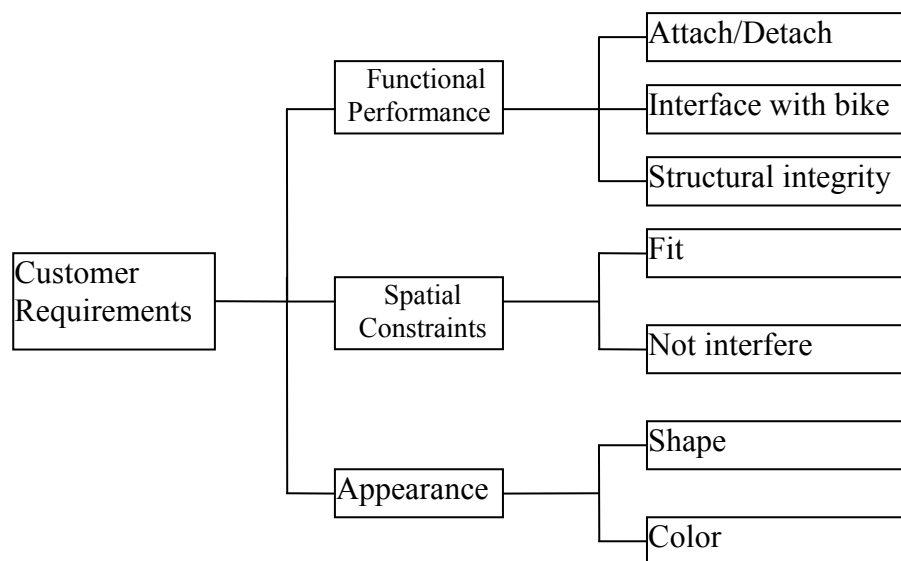 Customer
Requirements
Functional
Performance
Attach/Detach
Interface with bike
Structural integrity
Spatial
Constraints
Fit
Not interfere
Appearance
Shape
Color